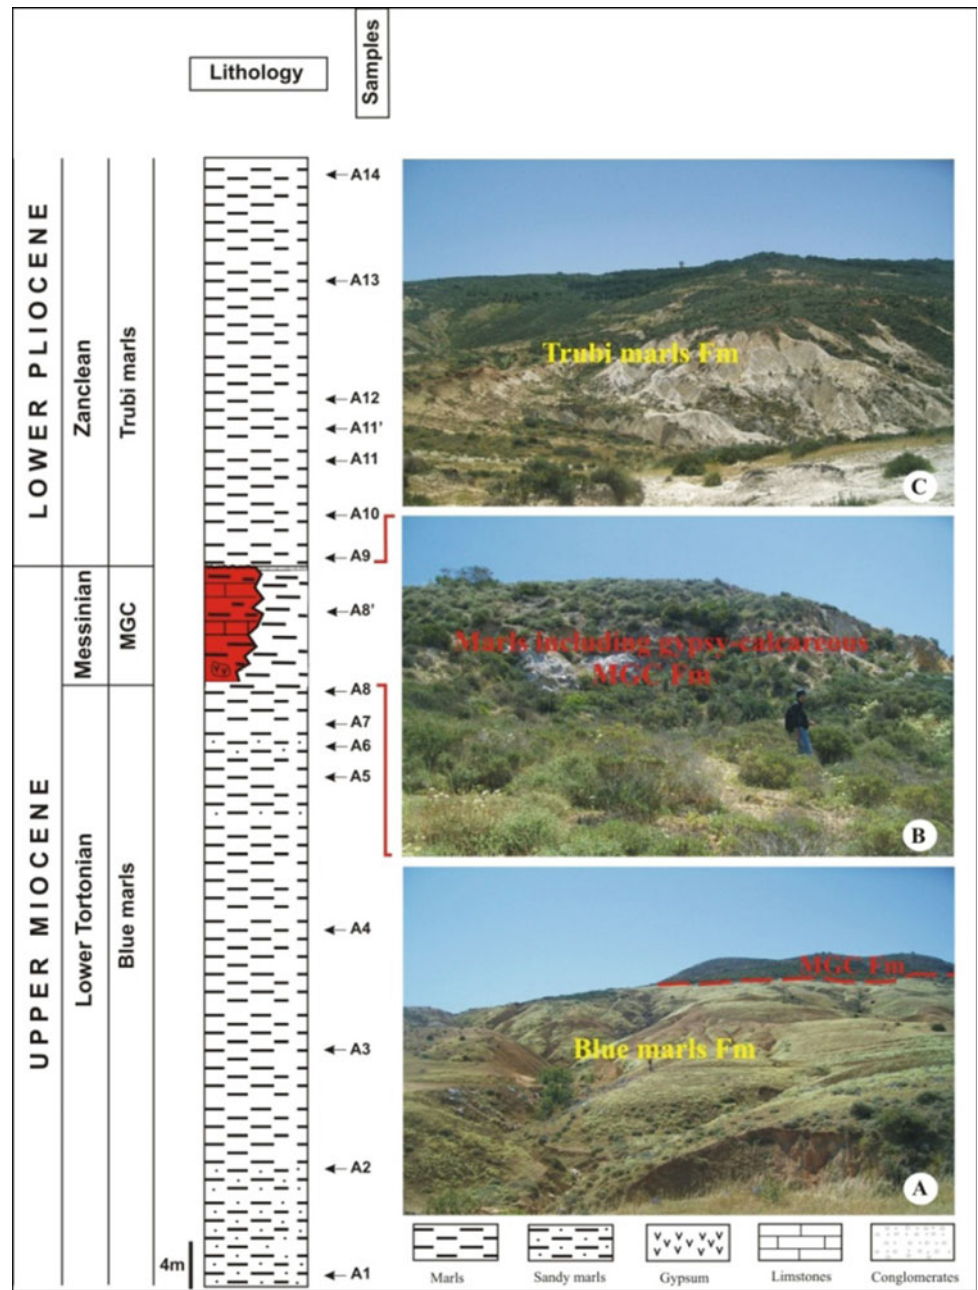 Lithology
Samples
LOWER PLIOCENE
Zanclean
Trubi marls
UPPER MIOCENE
Messinian
MGC
Lower Tortonian
Blue marls
A14
A13
A12
A11'
A11
A10
A9
A8'
A8
A7
A6
A5
A4
A3
A2
A1
4m
Trubi marls Fm
C
Marls including gypsy-calcareous
MGC Fm
B
MGC Fm
Blue marls Fm
A
Marls
Sandy marls
Gypsum
Limstones
Conglomerates